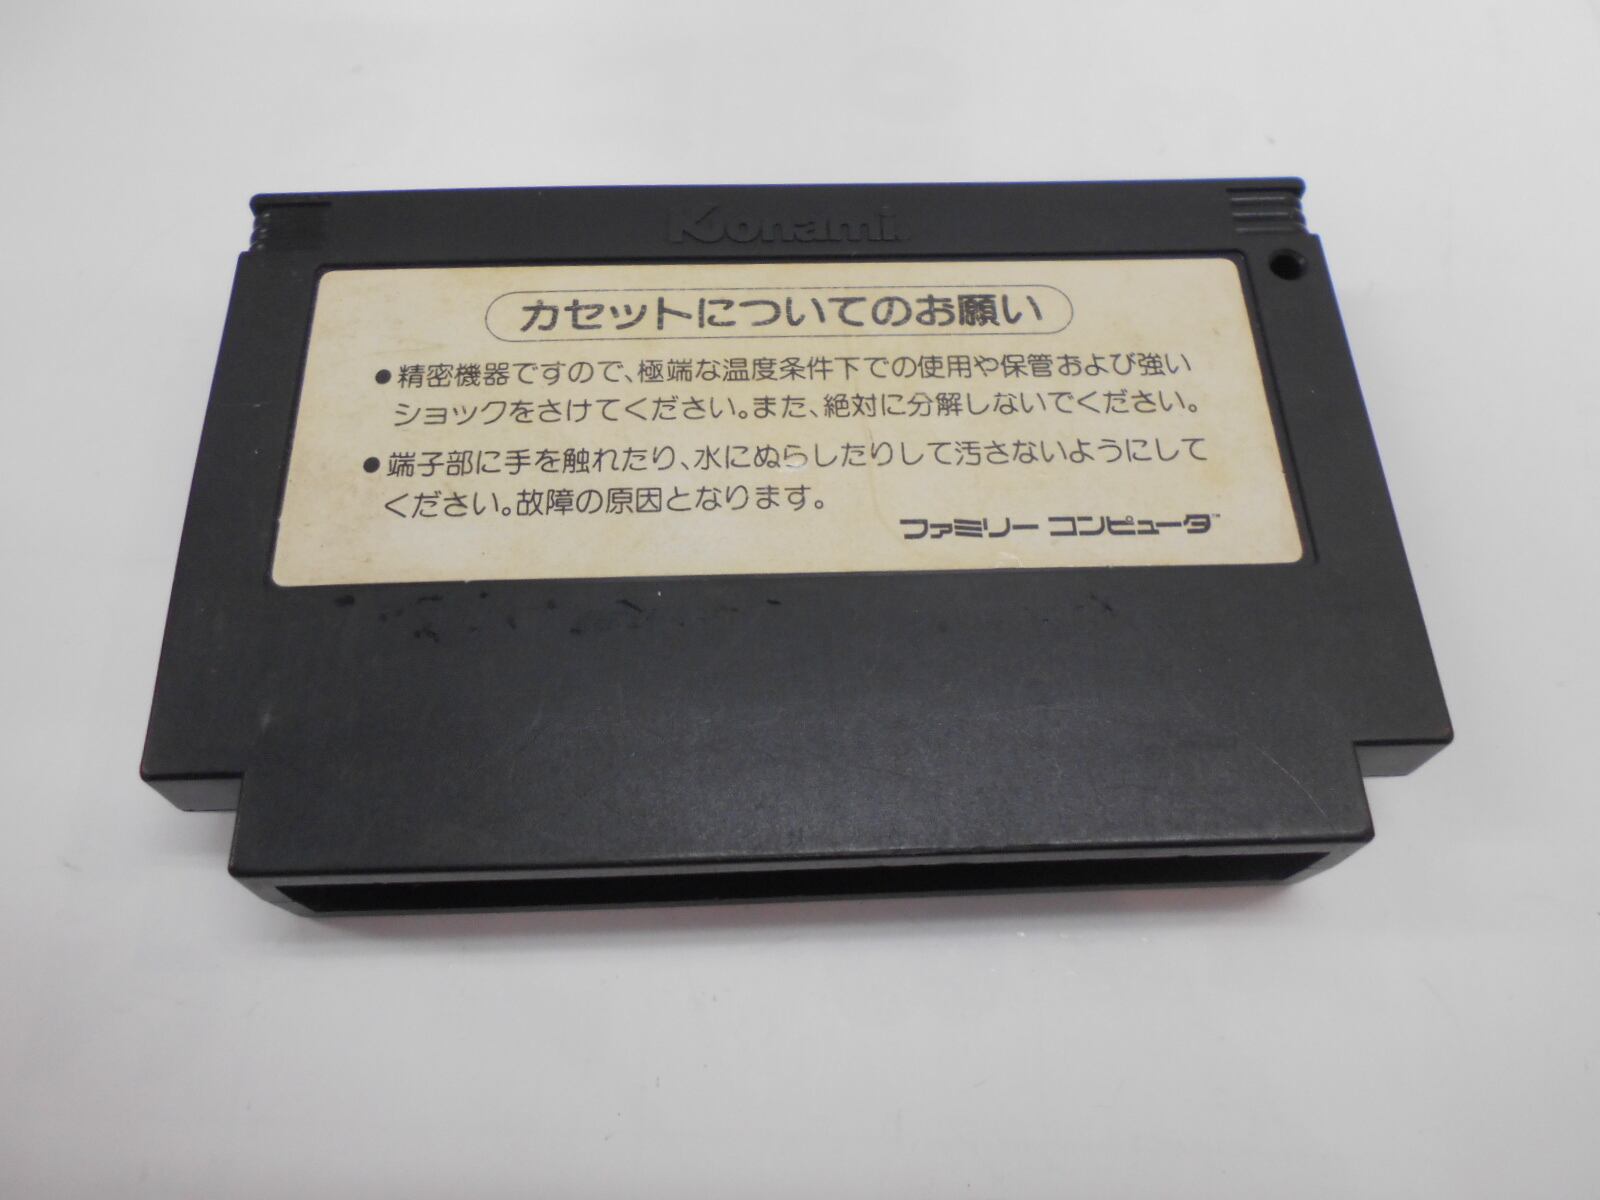 Konami
カセットについてのお願い
●精密機器ですので、極端な温度条件下での使用や保管および強い
ショックをさけてください。また、絶対に分解しないでください。
●端子部に手を触れたり、水にぬらしたりして汚さないようにして
ください。故障の原因となります。
ファミリー コンピュータ™